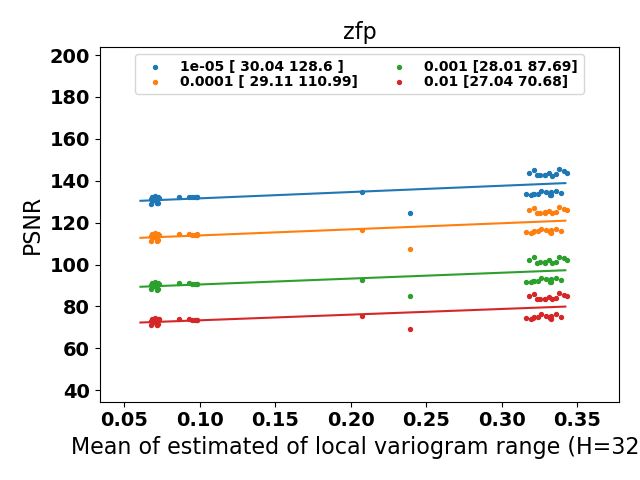 zfp
1e-05 [ 30.04 128.6 ]
0.0001 [ 29.11 110.99]
0.001 [28.01 87.69]
0.01 [27.04 70.68]
200
180
160
140
120
100
80
60
40
PSNR
0.05 0.10 0.15 0.20 0.25 0.30 0.35
Mean of estimated of local variogram range (H=32